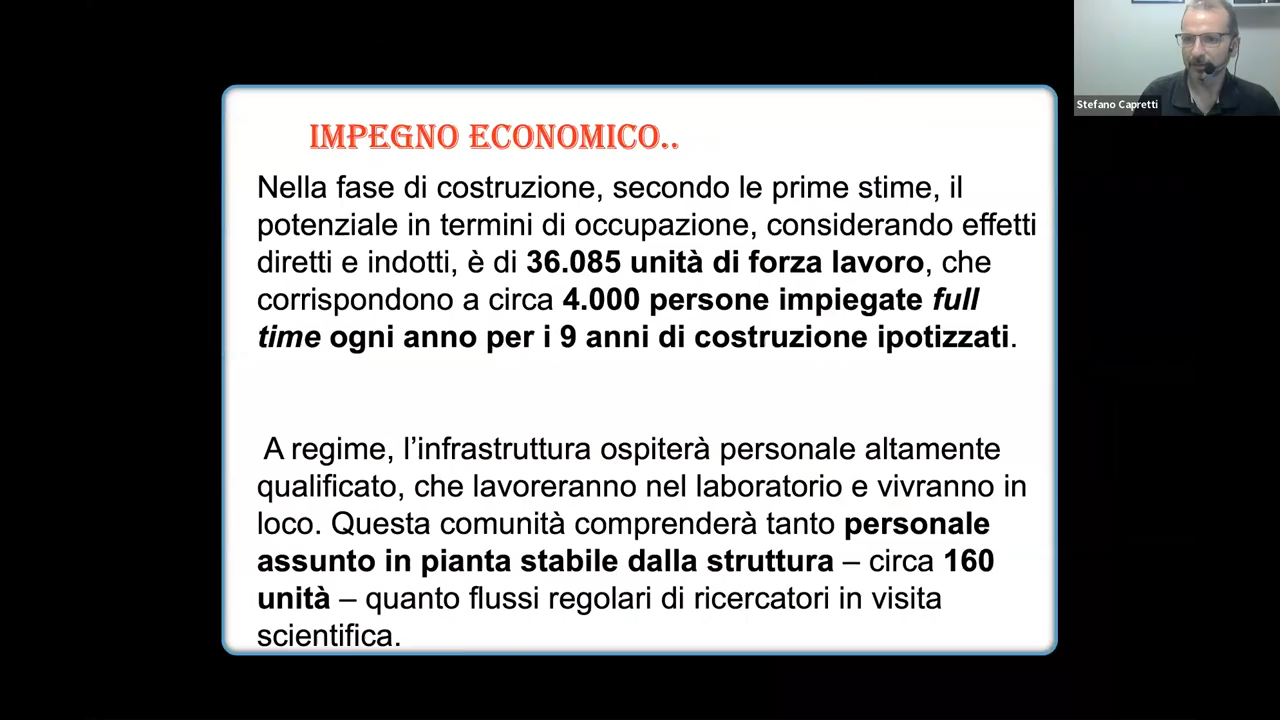 Stefano Capretti
IMPEGNO ECONOMICO..
Nella fase di costruzione, secondo le prime stime, il
potenziale in termini di occupazione, considerando effetti
diretti e indotti, è di 36.085 unità di forza lavoro, che
corrispondono a circa 4.000 persone impiegate full
time ogni anno per i 9 anni di costruzione ipotizzati.
A regime, l’infrastruttura ospiterà personale altamente
qualificato, che lavoreranno nel laboratorio e vivranno in
loco. Questa comunità comprenderà tanto personale
assunto in pianta stabile dalla struttura – circa 160
unità – quanto flussi regolari di ricercatori in visita
scientifica.